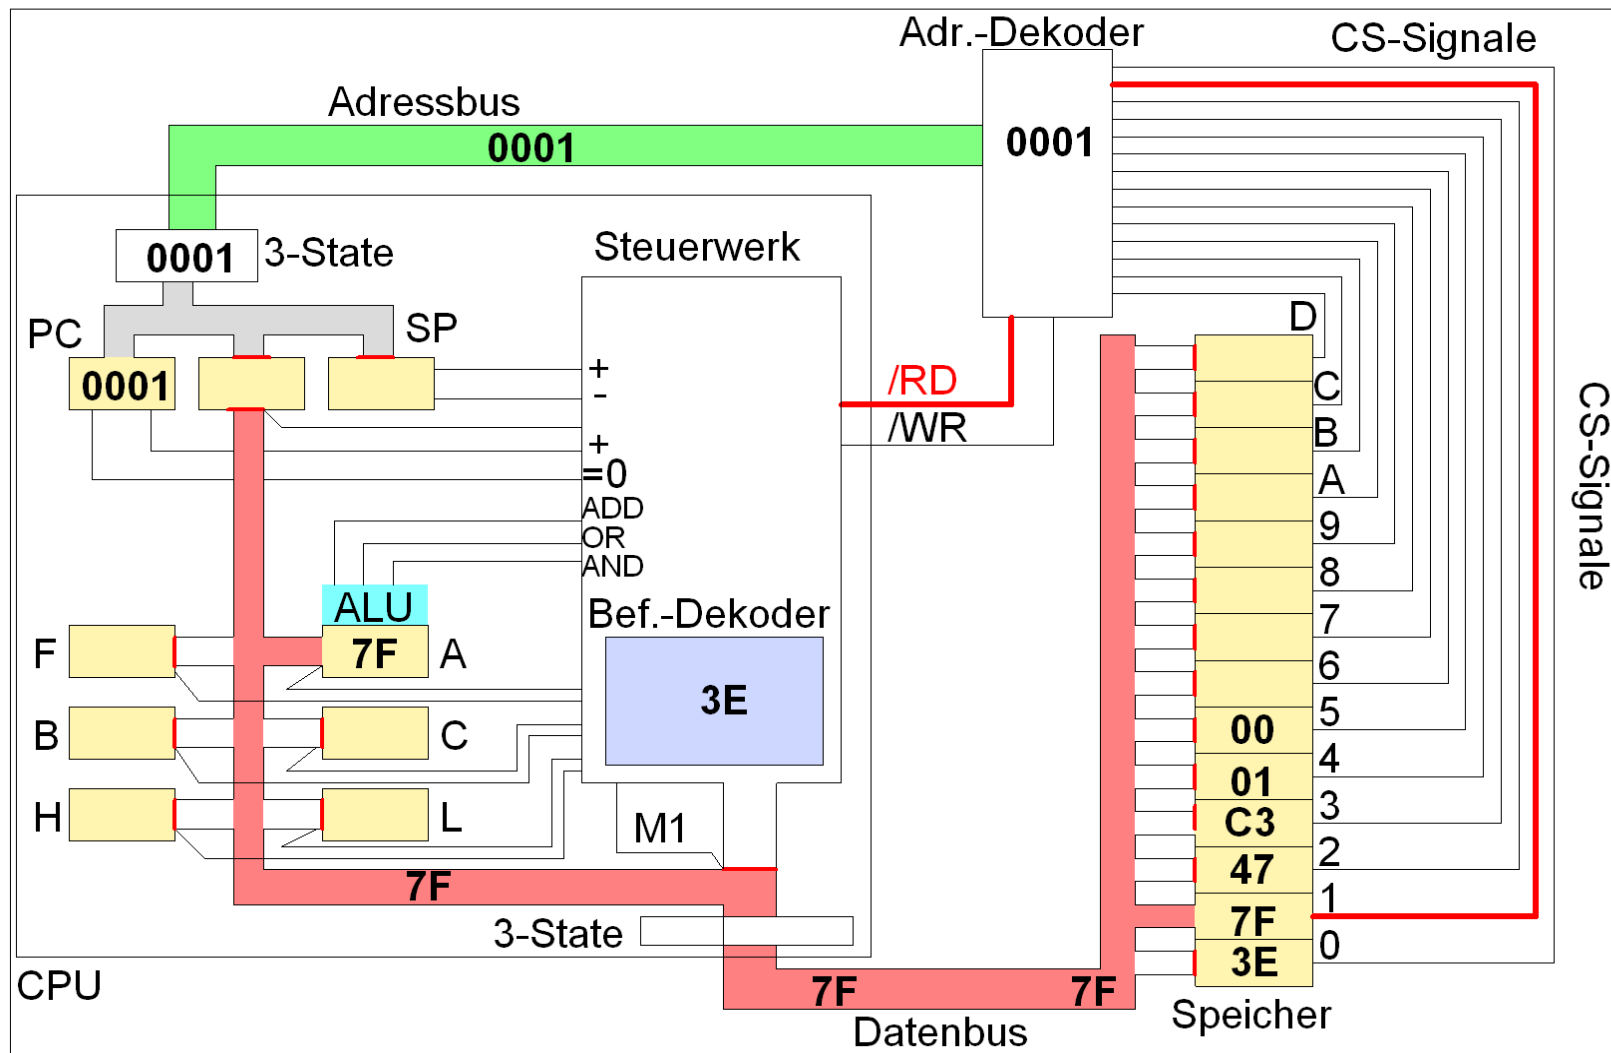 Adr.-Dekoder
CS-Signale
Adressbus
0001
0001
0001
3-State
Steuerwerk
PC
SP
0001
+
-
/RD
/WR
+
=0
ADD
OR
AND
ALU
Bef.-Dekoder
F
7F
A
3E
B
C
H
L
M1
7F
3-State
CPU
7F
7F
Datenbus
D
C
B
A
9
8
7
6
5
00
4
01
3
C3
2
47
1
7F
0
3E
Speicher
CS-Signale